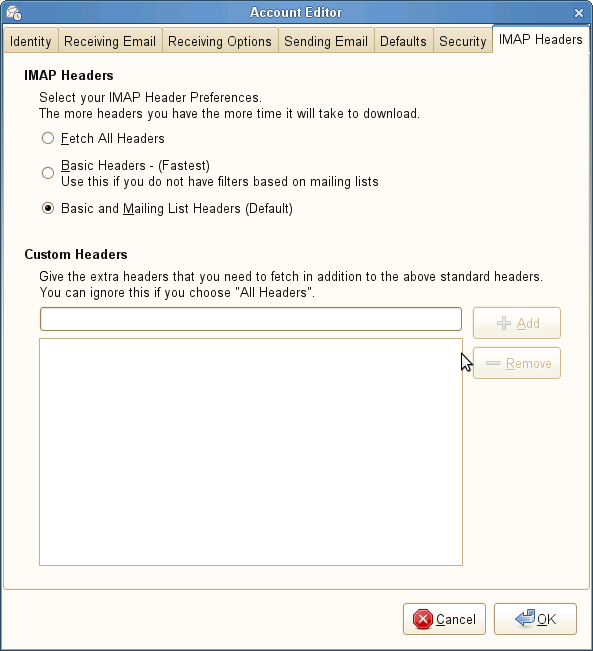 Account Editor
Identity Receiving Email Receiving Options Sending Email Defaults Security IMAP Headers
IMAP Headers
Select your IMAP Header Preferences.
The more headers you have the more time it will take to download.
Fetch All Headers
Basic Headers - (Fastest)
Use this if you do not have filters based on mailing lists
Basic and Mailing List Headers (Default)
Custom Headers
Give the extra headers that you need to fetch in addition to the above standard headers.
You can ignore this if you choose "All Headers".
Add
Remove
Cancel OK